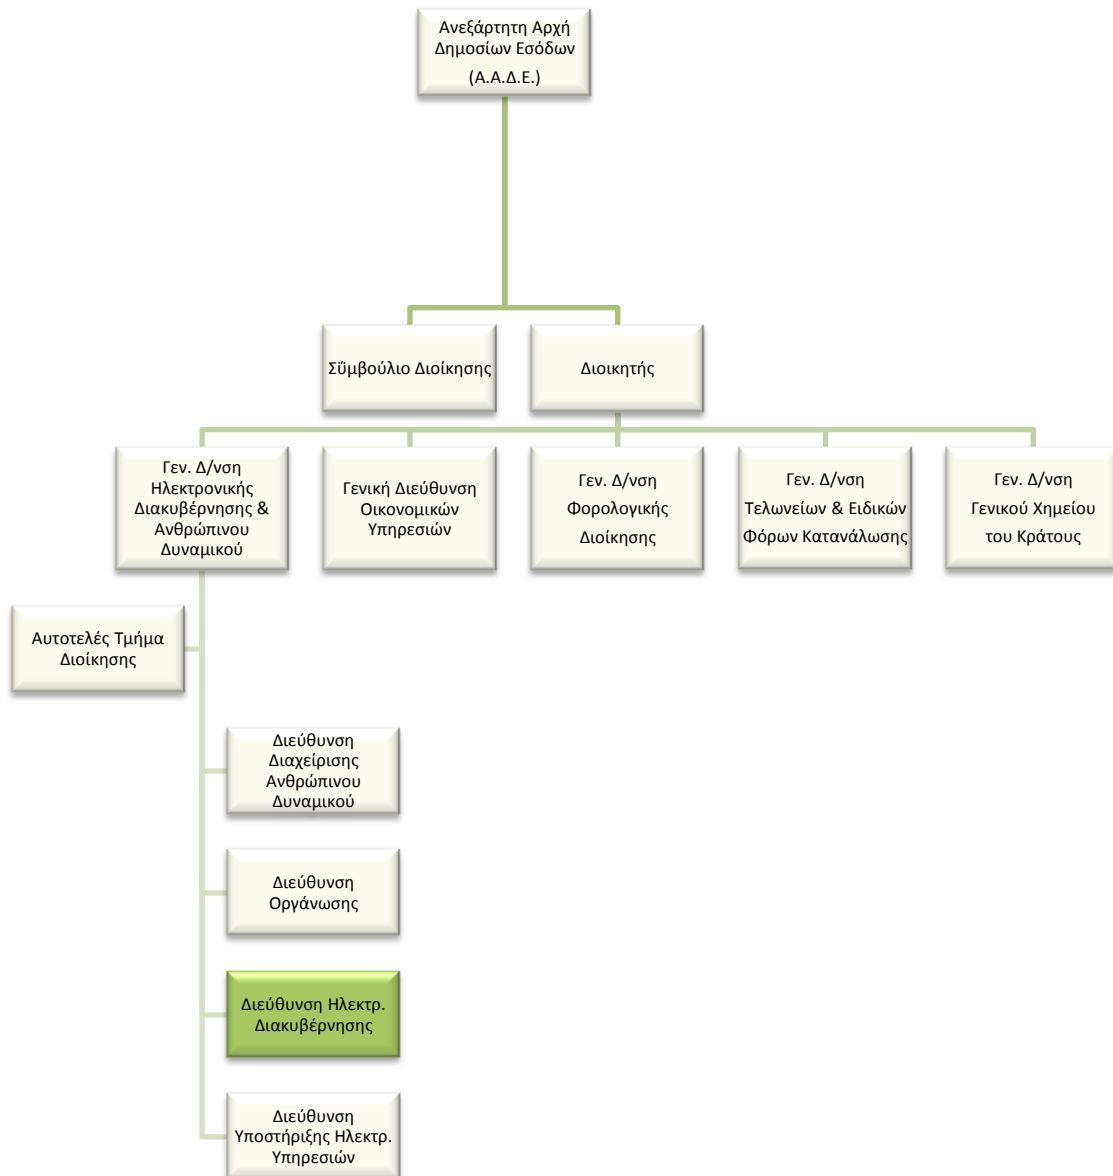 Ανεξάρτητη Αρχή
Δημοσίων Εσόδων
(Α.Α.Δ.Ε.)
Σΰμβούλιο Διοίκησης
Διοικητής
Γεν. Δ/νση
Ηλεκτρονικής
Διακυβέρνησης &
Ανθρώπινου
Δυναμικού
Γενική Διεύθυνση
Οικονομικών
Υπηρεσιών
Γεν. Δ/νση
Φορολογικής
Διοίκησης
Γεν. Δ/νση
Τελωνείων & Ειδικών
Φόρων Κατανάλωσης
Γεν. Δ/νση
Γενικού Χημείου
του Κράτους
Αυτοτελές Τμήμα
Διοίκησης
Διεύθυνση
Διαχείρισης
Ανθρώπινου
Δυναμικού
Διεύθυνση
Οργάνωσης
Διεύθυνση Ηλεκτρ.
Διακυβέρνησης
Διεύθυνση
Υποστήριξης Ηλεκτρ.
Υπηρεσιών